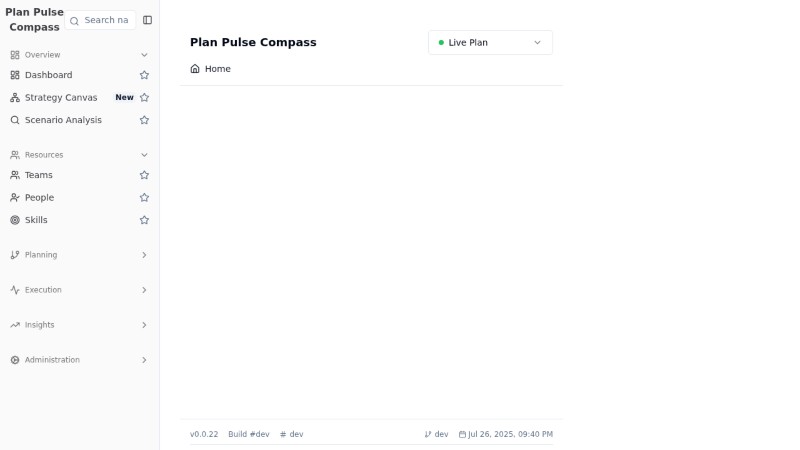 Plan Pulse
Compass
Search na
Overview
Dashboard
Strategy Canvas New
Scenario Analysis
Resources
Teams
People
Skills
Planning
Execution
Insights
Administration
Plan Pulse Compass
Live Plan
Home
v0.0.22 Build #dev # dev
dev Jul 26, 2025, 09:40 PM